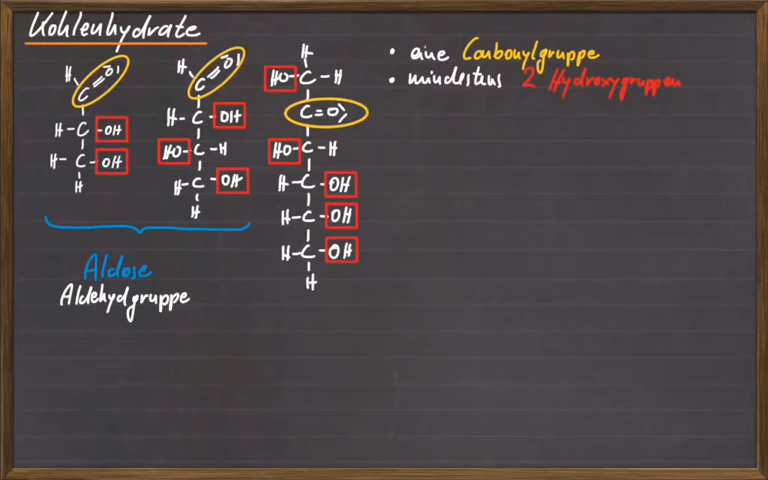 Kohlenhydrate
• eine Carbonylgruppe
• mindestens 2 Hydroxygruppen
H C=O
H-C-OH
H-C-OH
H
H C=O
H-C-OH
HO-C-H
H-C-OH
H
H
HO-C-H
C=O
HO-C-H
H-C-OH
H-C-OH
H-C-OH
H
Aldose
Aldehydgruppe